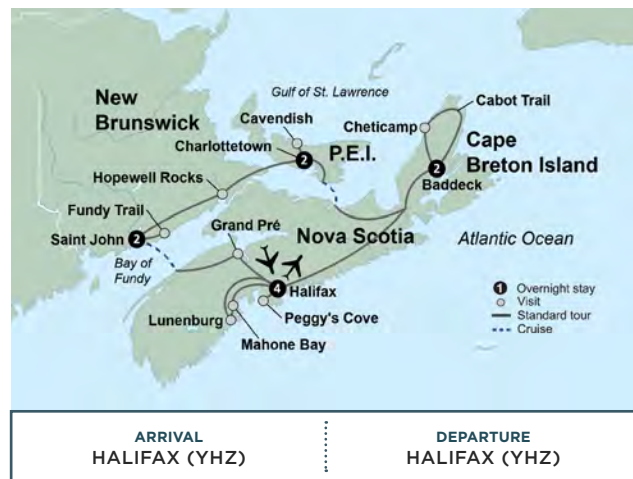 Gulf of St. Lawrence
New
Brunswick
Cabot Trail
Cavendish
Cheticamp
Charlottetown
2
P.E.I.
Cape
Breton Island
Hopewell Rocks
2
Baddeck
Fundy Trail
Grand Pré
Saint John
2
Nova Scotia
Atlantic Ocean
Bay of
Fundy
4
Halifax
Lunenburg
Peggy's Cove
Mahone Bay
1 Overnight stay
Visit
Standard tour
Cruise
ARRIVAL
HALIFAX (YHZ)
DEPARTURE
HALIFAX (YHZ)